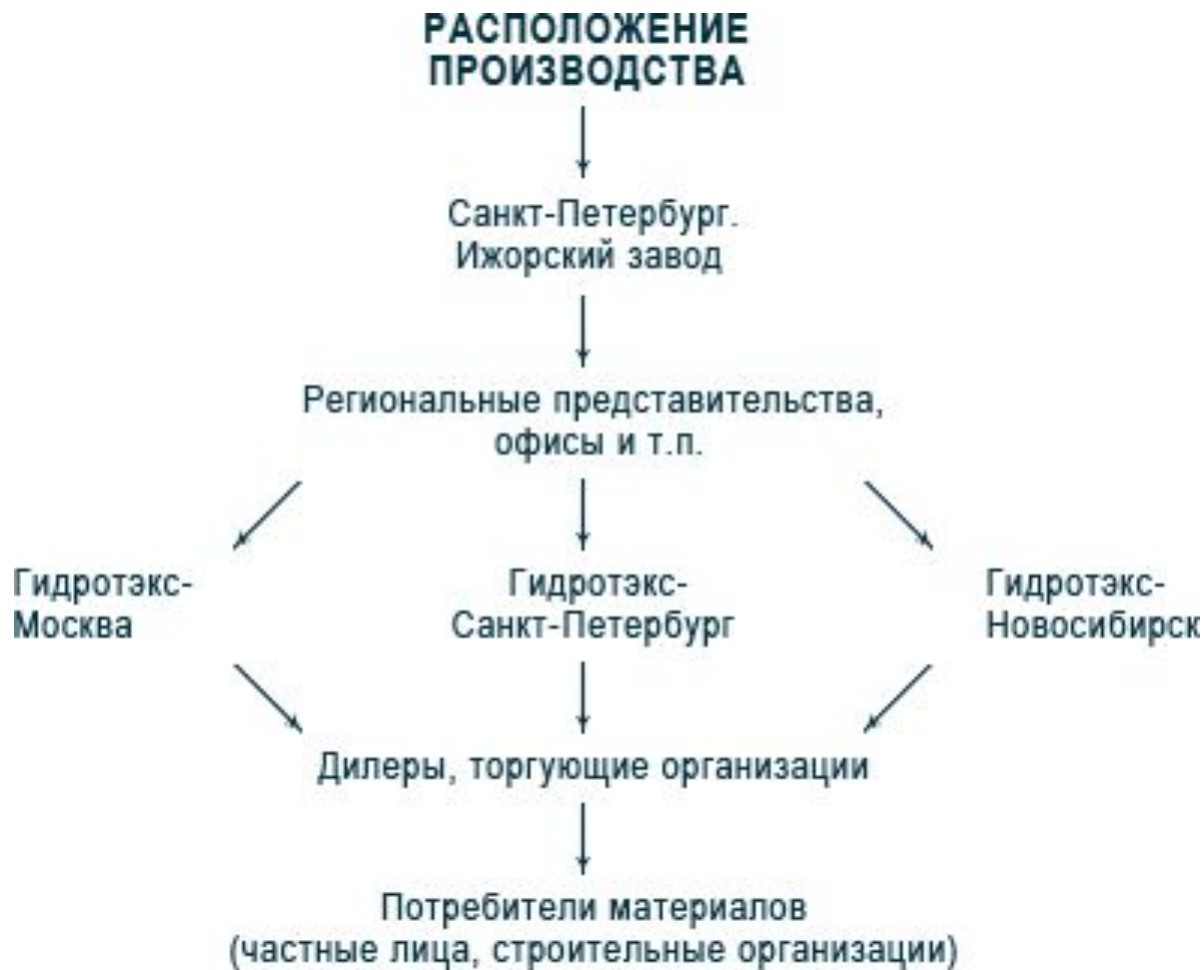 РАСПОЛОЖЕНИЕ
ПРОИЗВОДСТВА
Санкт-Петербург.
Ижорский завод
Региональные представительства,
офисы и т.п.
Гидротэкс-
Москва
Гидротэкс-
Санкт-Петербург
Гидротэкс-
Новосибирск
Дилеры, торгующие организации
Потребители материалов
(частные лица, строительные организации)